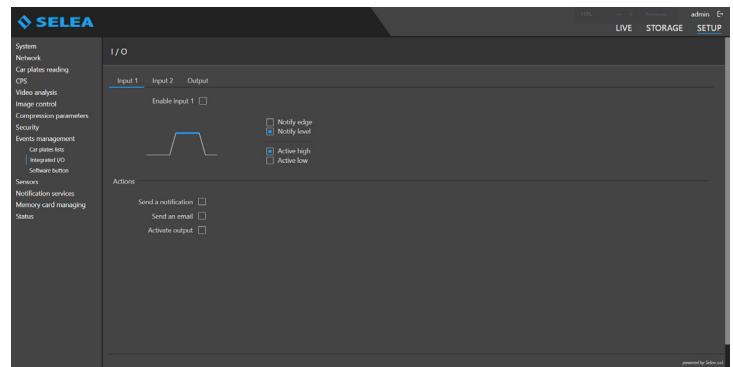 SELEA
admin
LIVE STORAGE SETUP
System
Network
Car plates reading
CPS
Video analysis
Image control
Compression parameters
Security
Events management
Car plates lists
Integrated I/O
Software button
Sensors
Notification services
Memory card managing
Status
I / O
Input 1 Input 2 Output
Enable input 1
Notify edge
Notify level
Active high
Active low
Actions
Send a notification
Send an email
Activate output
powered by Selea s.r.l.